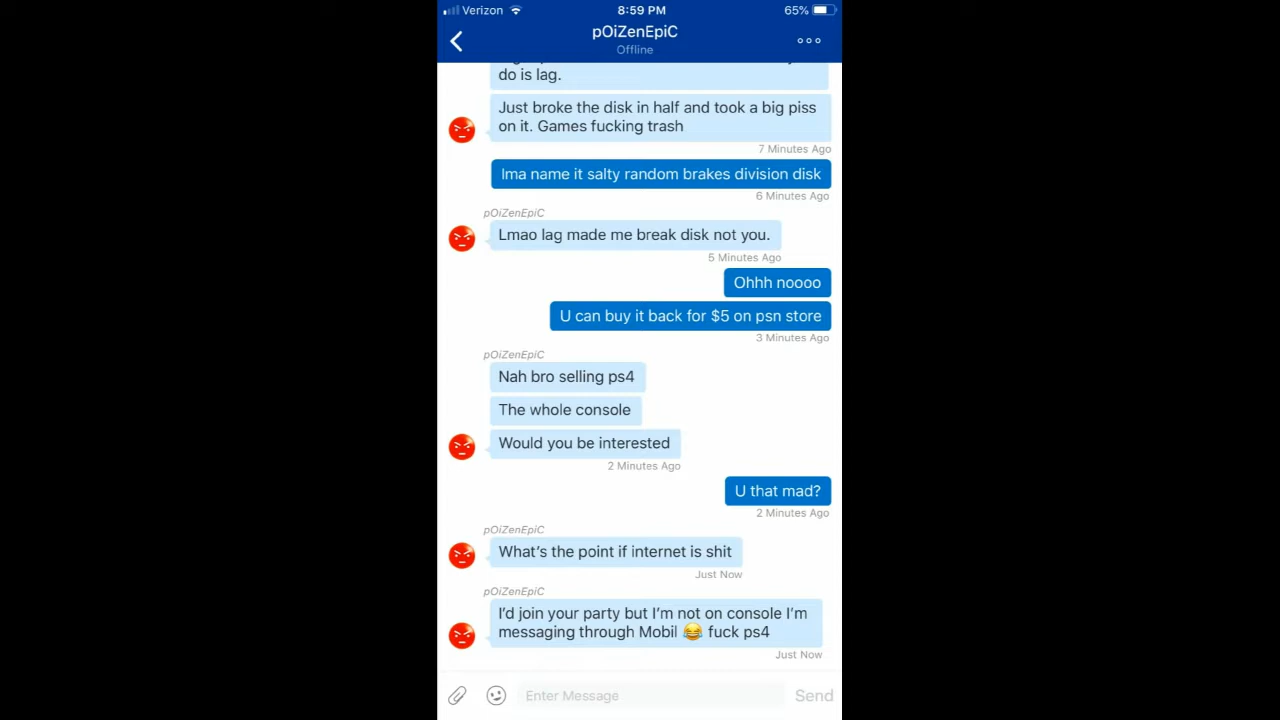 Verizon 8:59 PM 65%
pOiZenEpiC
Offline
do is lag.
Just broke the disk in half and took a big piss
on it. Games fucking trash
7 Minutes Ago
Ima name it salty random brakes division disk
6 Minutes Ago
pOiZenEpiC
Lmao lag made me break disk not you.
5 Minutes Ago
Ohhh noooo
U can buy it back for $5 on psn store
3 Minutes Ago
pOiZenEpiC
Nah bro selling ps4
The whole console
Would you be interested
2 Minutes Ago
U that mad?
2 Minutes Ago
pOiZenEpiC
What's the point if internet is shit
Just Now
pOiZenEpiC
I'd join your party but I'm not on console I'm
messaging through Mobil 😂 fuck ps4
Just Now
Enter Message Send